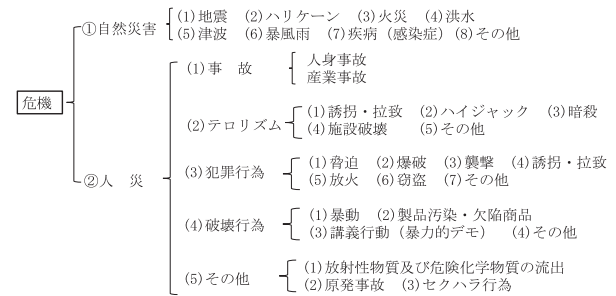 ①自然災害
(1)地震 (2)ハリケーン (3)火災 (4)洪水
(5)津波 (6)暴風雨 (7)疾病（感染症）(8)その他
危機
②人 災
(1)事 故
人身事故
産業事故
(2)テロリズム
(1)誘拐・拉致 (2)ハイジャック (3)暗殺
(4)施設破壊 (5)その他
(3)犯罪行為
(1)脅迫 (2)爆破 (3)襲撃 (4)誘拐・拉致
(5)放火 (6)窃盗 (7)その他
(4)破壊行為
(1)暴動 (2)製品汚染・欠陥商品
(3)講義行動（暴力的デモ） (4)その他
(5)その他
(1)放射性物質及び危険化学物質の流出
(2)原発事故 (3)セクハラ行為